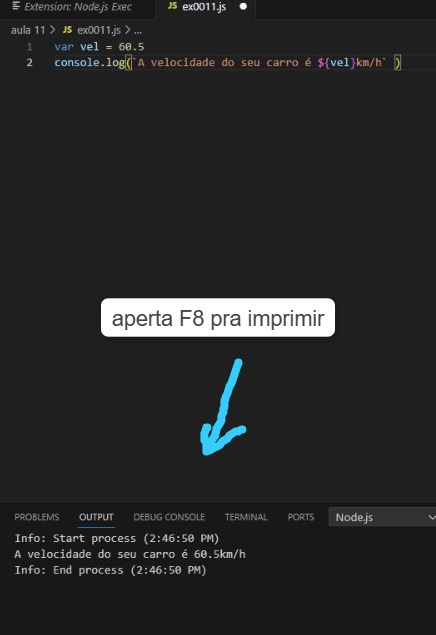 Extension: Node.js Exec
JS ex0011.js
aula 11 > JS ex0011.js > ...
1 var vel = 60.5
2 console.log(`A velocidade do seu carro é ${vel}km/h` )
aperta F8 pra imprimir
PROBLEMS OUTPUT DEBUG CONSOLE TERMINAL PORTS Node.js
Info: Start process (2:46:50 PM)
A velocidade do seu carro é 60.5km/h
Info: End process (2:46:50 PM)